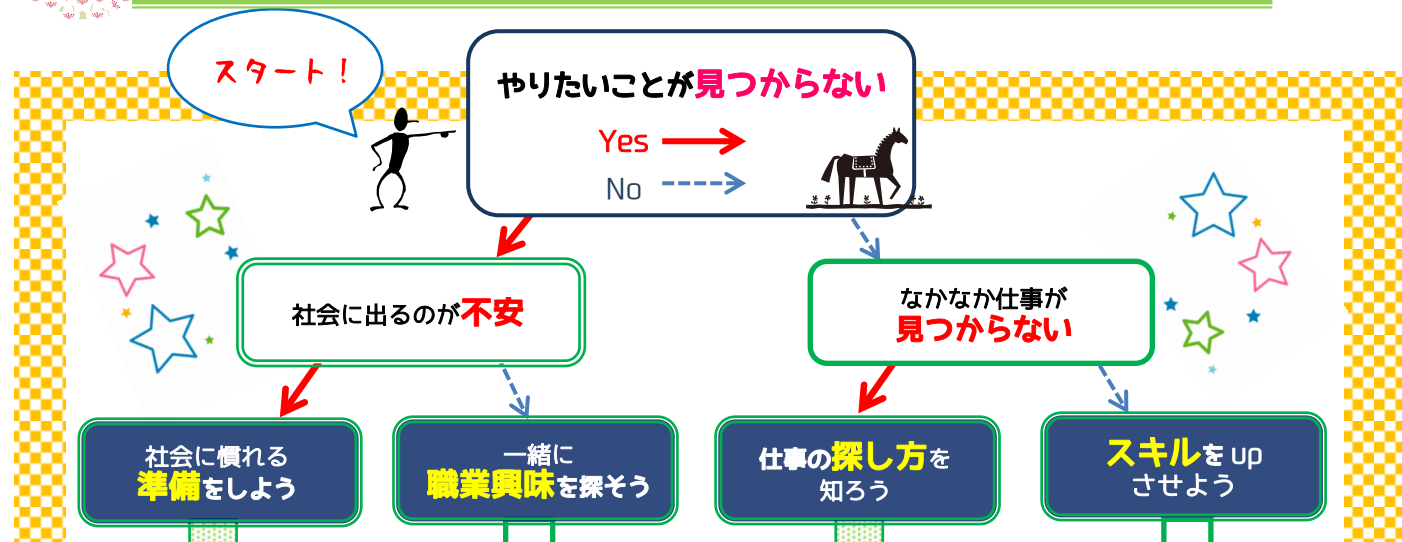 スタート！
やりたいことが見つからない
Yes
No
社会に出るのが不安
なかなか仕事が
見つからない
社会に慣れる
準備をしよう
一緒に
職業興味を探そう
仕事の探し方を
知ろう
スキルをup
させよう